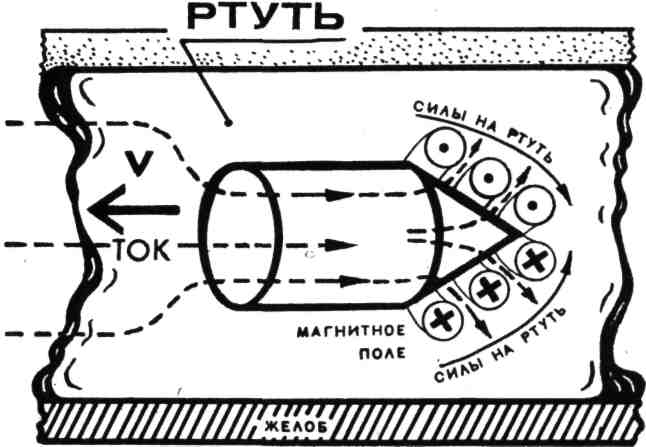 РТУТЬ
СИЛЫ НА РТУТЬ
V
ТОК
МАГНИТНОЕ
ПОЛЕ
СИЛЫ НА РТУТЬ
ЖЕЛОБ